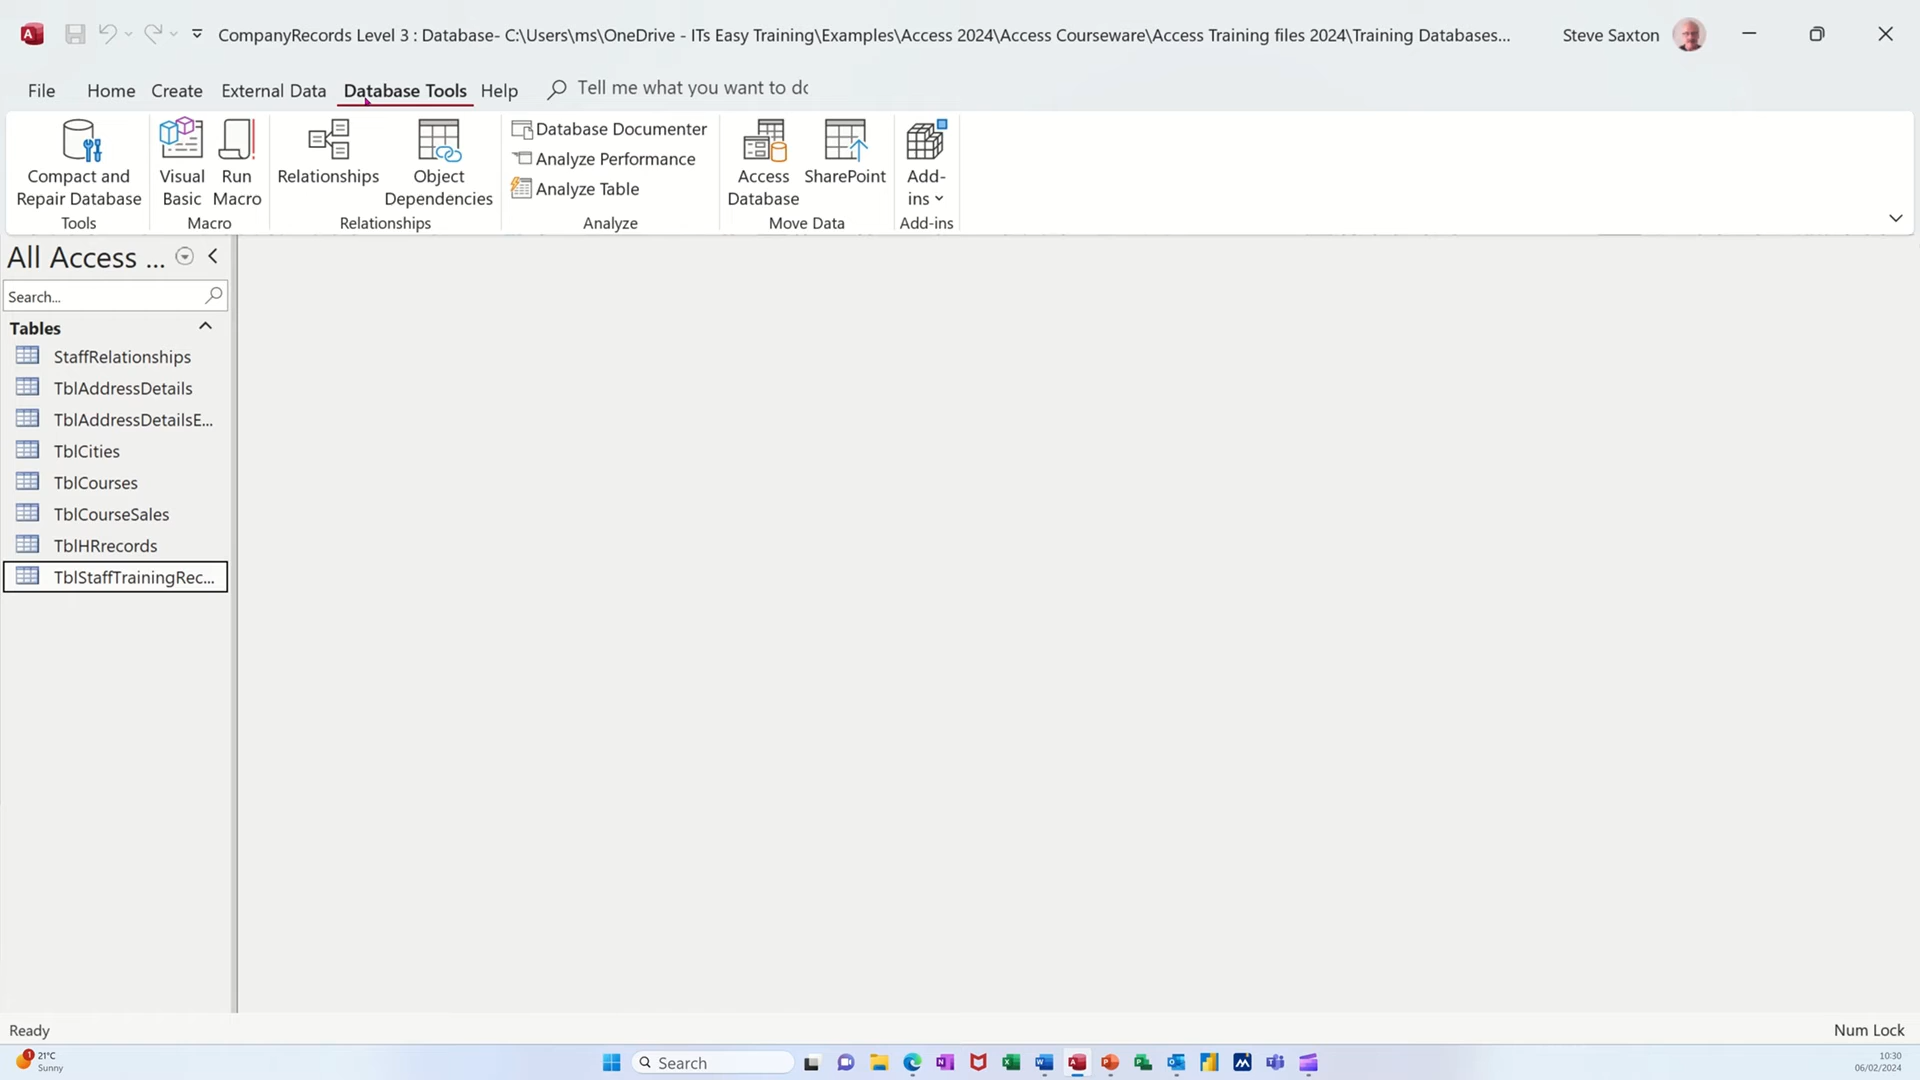 CompanyRecords Level 3 : Database- C:\Users\ms\OneDrive - ITs Easy Training\Examples\Access 2024\Access Courseware\Access Training files 2024\Training Databases...
Steve Saxton
File Home Create External Data Database Tools Help Tell me what you want to do
Compact and Repair Database
Visual Basic
Run Macro
Relationships
Object Dependencies
Database Documenter
Analyze Performance
Analyze Table
Access Database
SharePoint
Add-ins
Tools Macro Relationships Analyze Move Data Add-ins
All Access ...
Search...
Tables
StaffRelationships
TblAddressDetails
TblAddressDetailsE...
TblCities
TblCourses
TblCourseSales
TblHRrecords
TblStaffTrainingRec...
Ready
Num Lock
1
21°C
Sunny
Search
10:30
06/02/2024